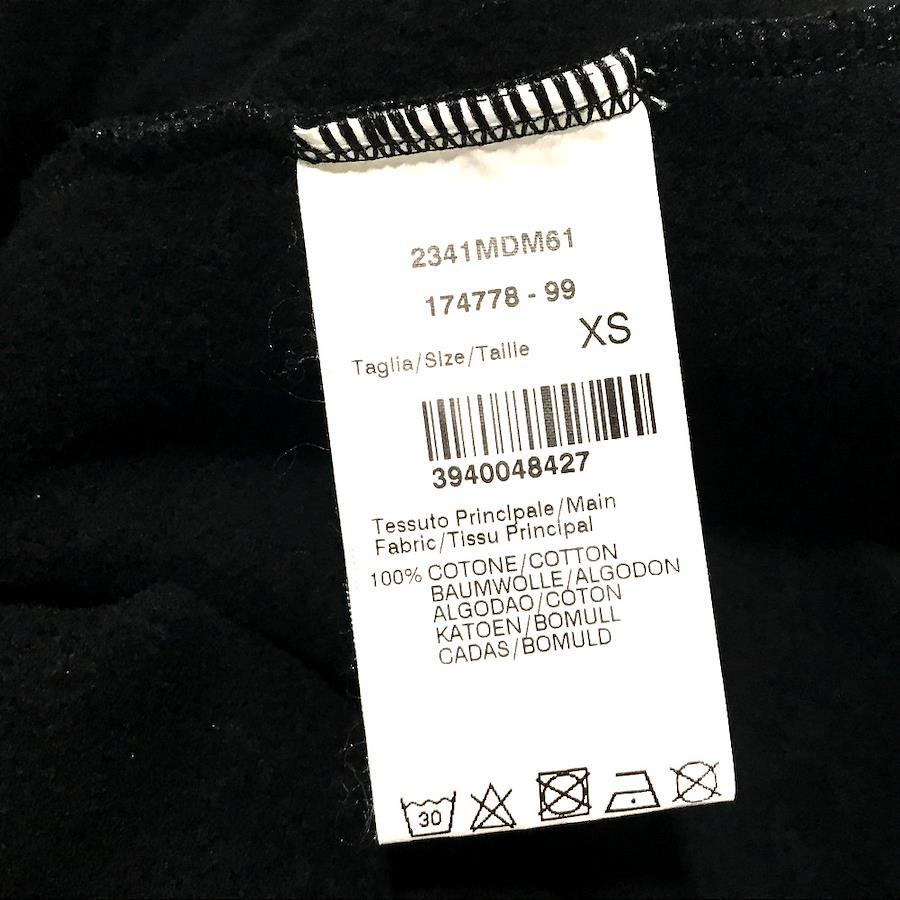 2341MDM61
174778 - 99
Taglia/Size/Taille XS
3940048427
Tessuto Principale/Main
Fabric/Tissu Principal
100% COTONE/COTTON
BAUMWOLLE/ALGODON
ALGODAO/COTON
KATOEN/BOMULL
CADAS/BOMULD
30